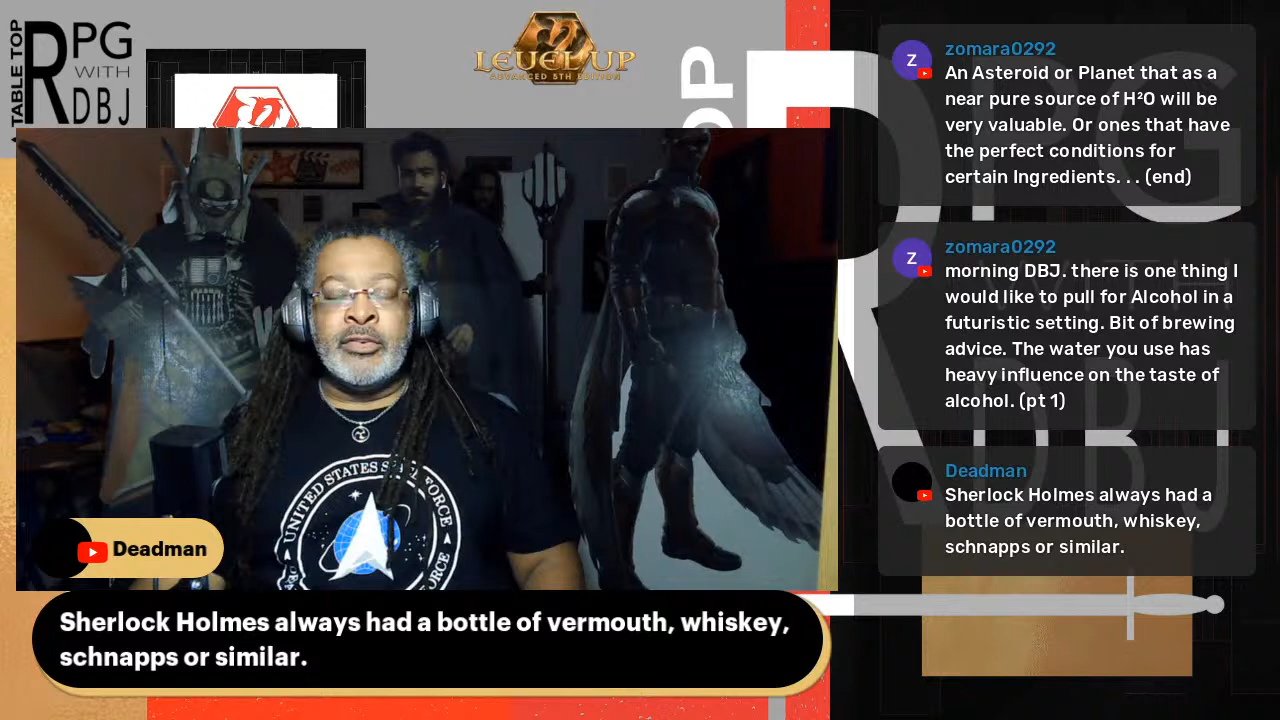 TABLE TOP
RPG
WITH
DBJ
LEVEL UP
ADVANCED 5TH EDITION
zomara0292
An Asteroid or Planet that as a
near pure source of H²O will be
very valuable. Or ones that have
the perfect conditions for
certain Ingredients. . . (end)
zomara0292
morning DBJ. there is one thing I
would like to pull for Alcohol in a
futuristic setting. Bit of brewing
advice. The water you use has
heavy influence on the taste of
alcohol. (pt 1)
Deadman
Sherlock Holmes always had a
bottle of vermouth, whiskey,
schnapps or similar.
UNITED STATES
Deadman
Sherlock Holmes always had a bottle of vermouth, whiskey,
schnapps or similar.